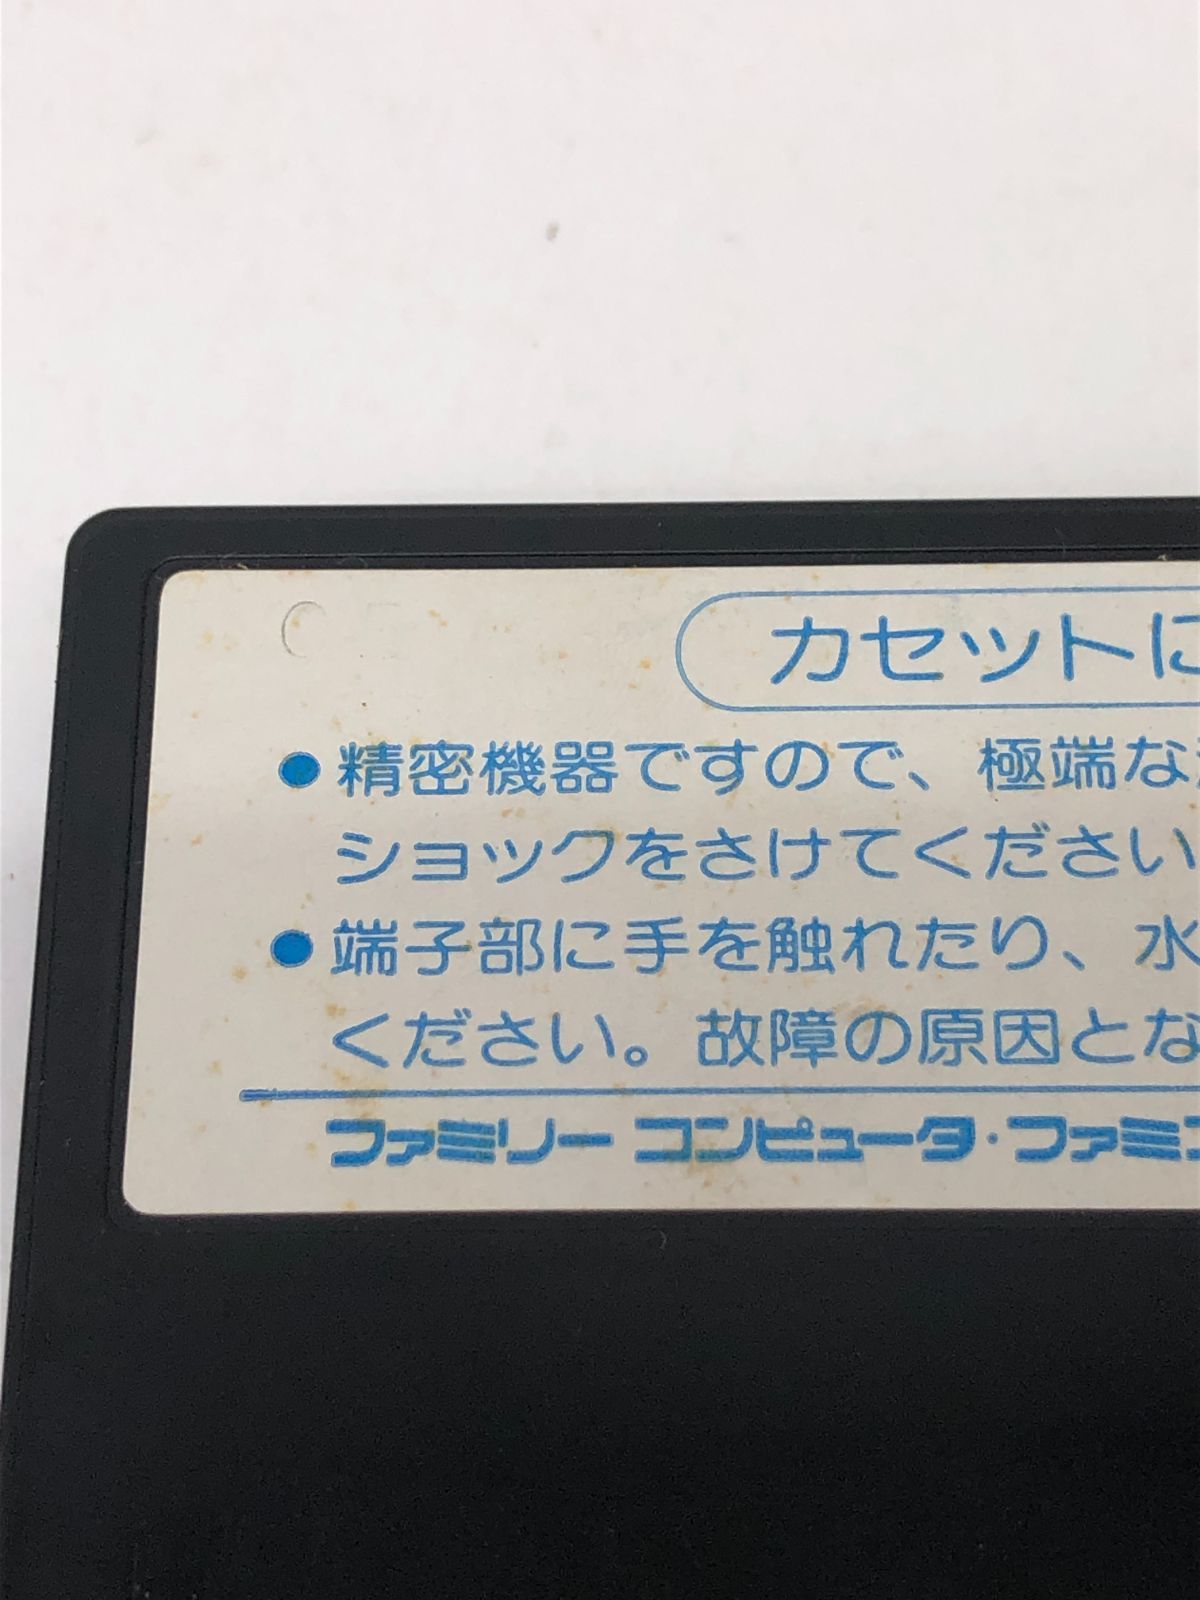 カセットに
●精密機器ですので、極端な
ショックをさけてください
●端子部に手を触れたり、水
ください。故障の原因とな
ファミリー コンピュータ・ファミコ